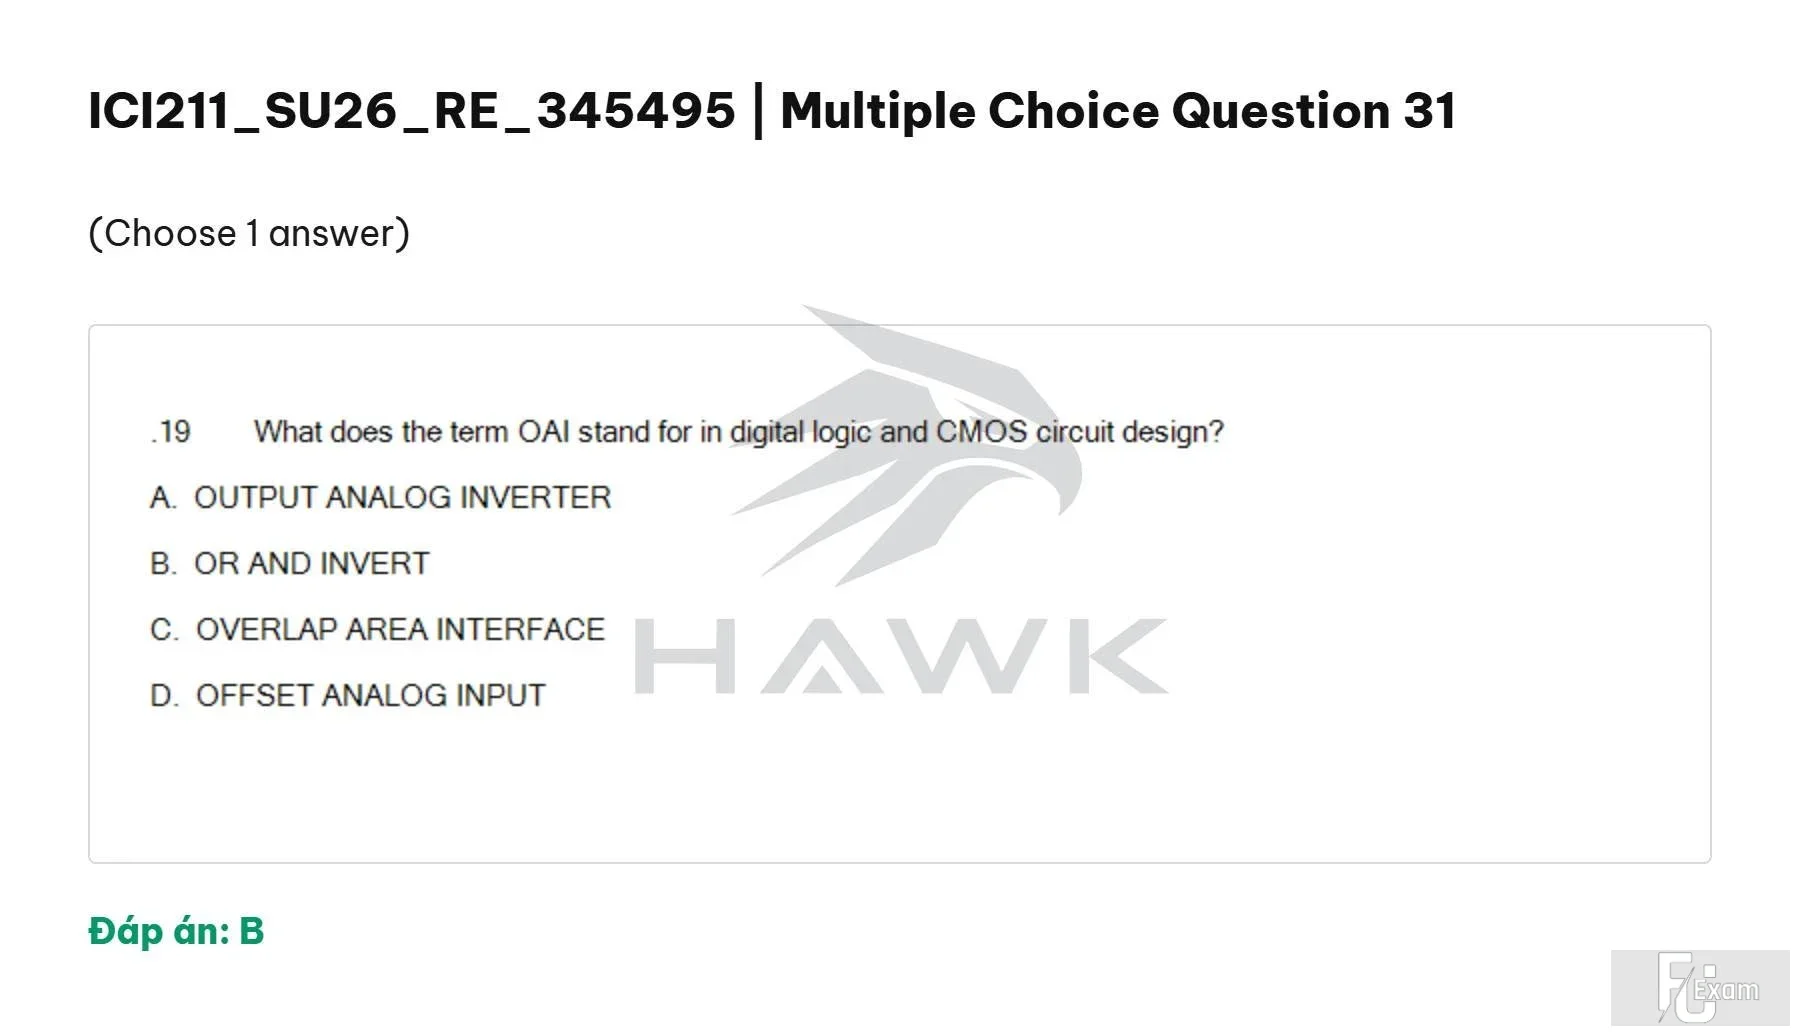 ICI211_SU26_RE_345495 | Multiple Choice Question 31
(Choose 1 answer)
.19 What does the term OAI stand for in digital logic and CMOS circuit design?
A. OUTPUT ANALOG INVERTER
B. OR AND INVERT
C. OVERLAP AREA INTERFACE
D. OFFSET ANALOG INPUT
HAWK
Đáp án: B
FU Exam